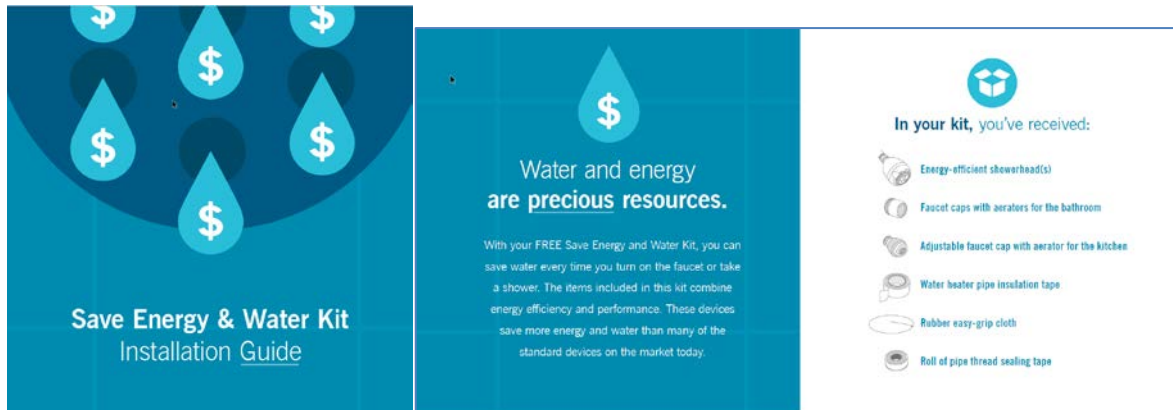 $ $ $
$ $
$
Save Energy & Water Kit
Installation Guide
$
Water and energy
are precious resources.
With your FREE Save Energy and Water Kit, you can
save water every time you turn on the faucet or take
a shower. The items included in this kit combine
energy efficiency and performance. These devices
save more energy and water than many of the
standard devices on the market today.
In your kit, you've received:
Energy-efficient showerhead(s)
Faucet caps with aerators for the bathroom
Adjustable faucet cap with aerator for the kitchen
Water heater pipe insulation tape
Rubber easy-grip cloth
Roll of pipe thread sealing tape